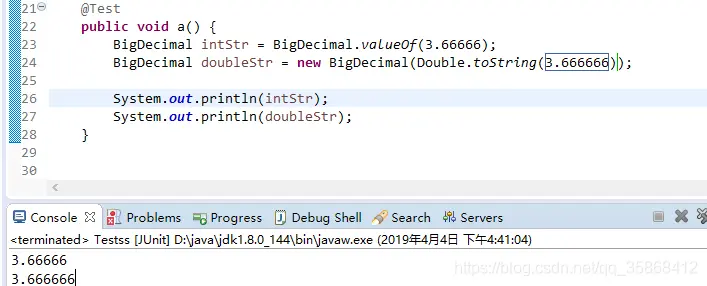 21 @Test
22 public void a() {
23 BigDecimal intStr = BigDecimal.valueOf(3.66666);
24 BigDecimal doubleStr = new BigDecimal(Double.toString(3.666666));
25
26 System.out.println(intStr);
27 System.out.println(doubleStr);
28 }
29
30
Console Problems Progress Debug Shell Search Servers
<terminated> Testss [JUnit] D:\java\jdk1.8.0_144\bin\javaw.exe (2019年4月4日 下午4:41:04)
3.66666
3.666666
https://blog.csdn.net/qq_35868412